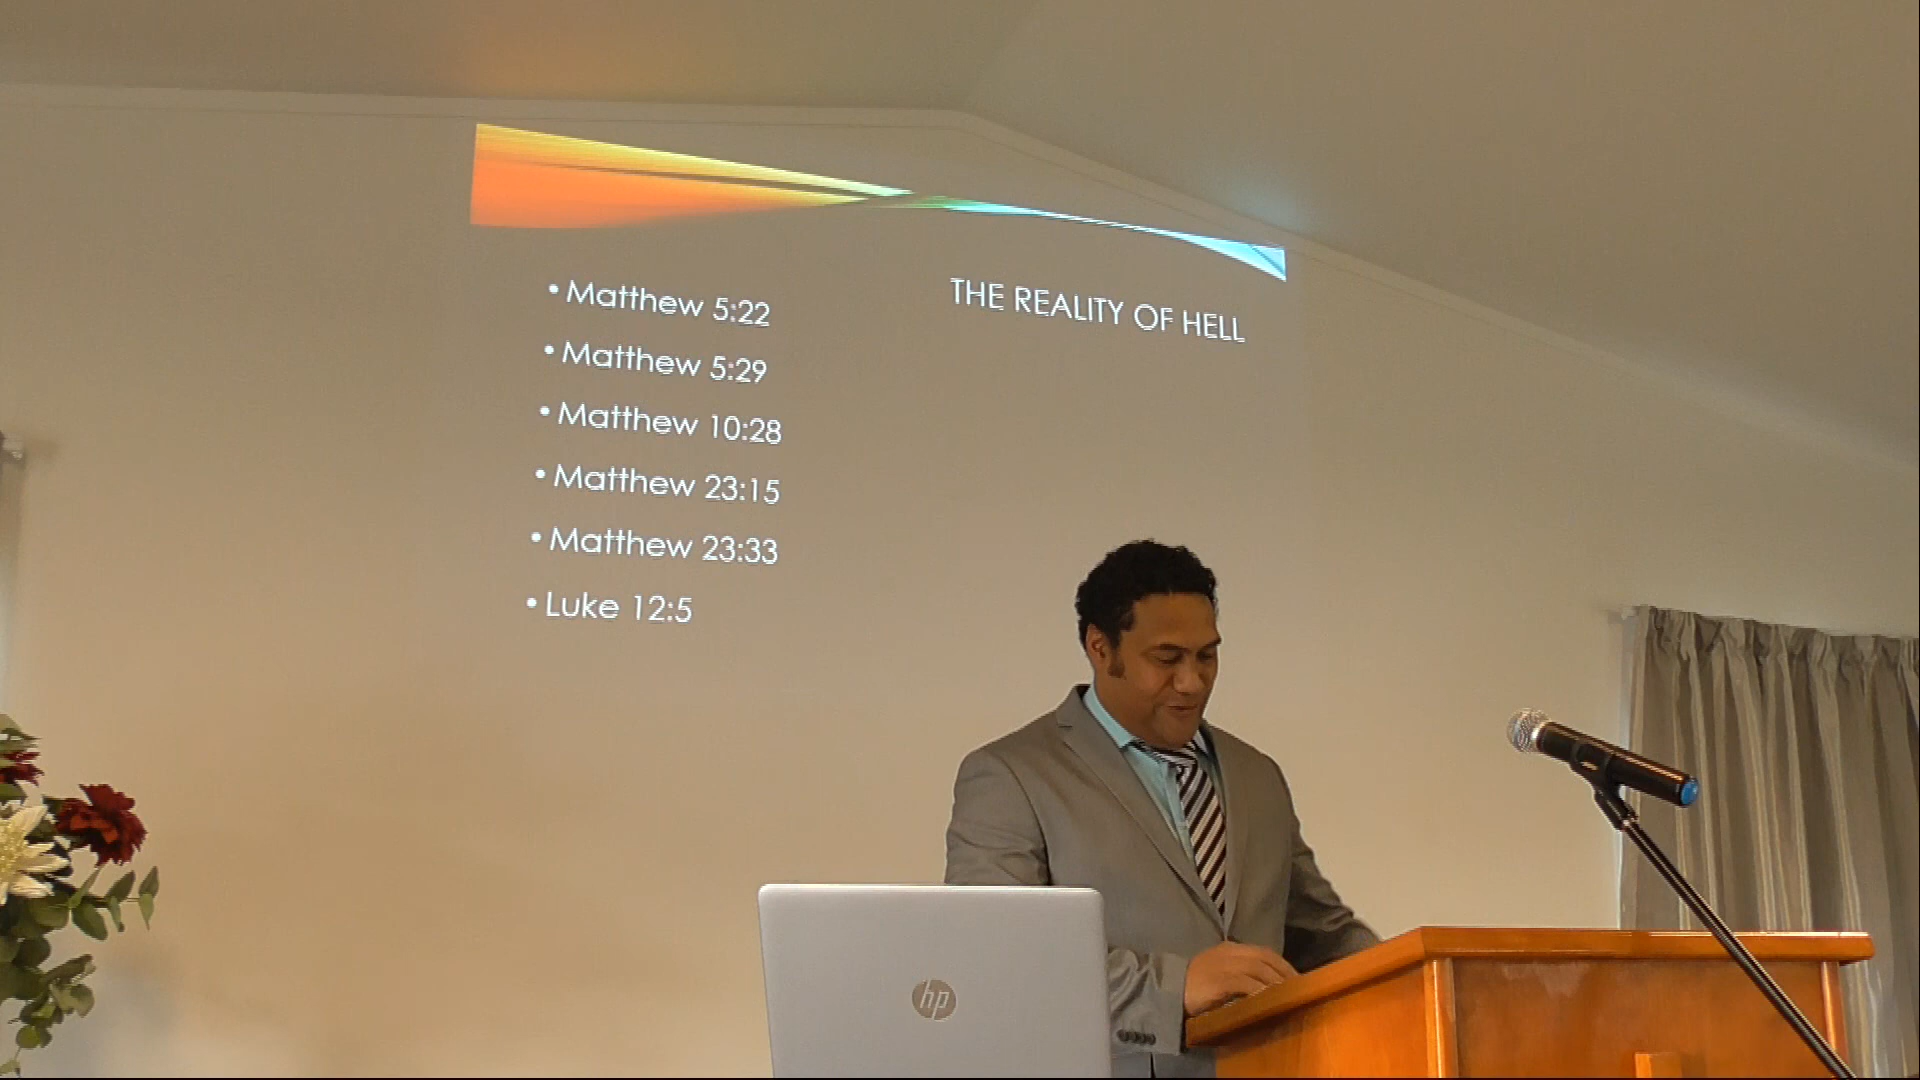 • Matthew 5:22
• Matthew 5:29
• Matthew 10:28
• Matthew 23:15
• Matthew 23:33
• Luke 12:5
THE REALITY OF HELL
hp